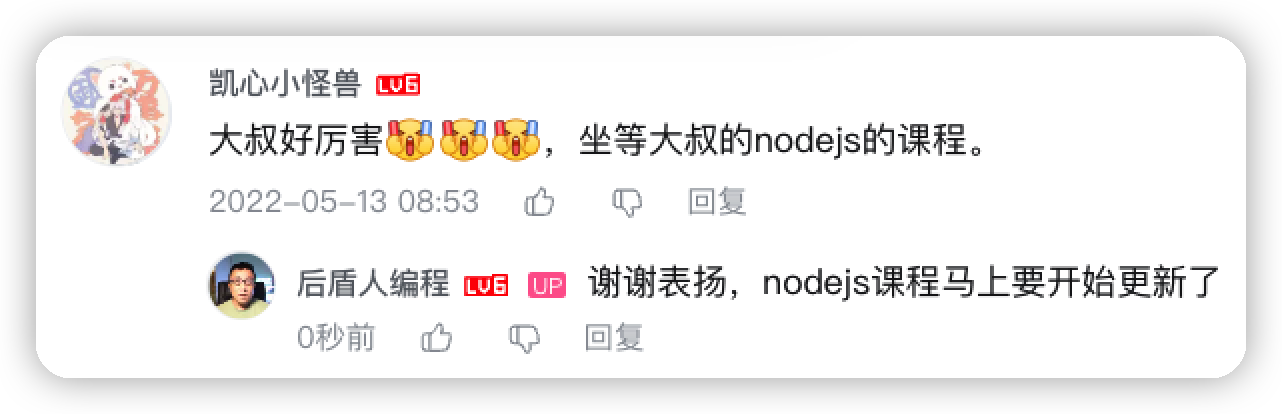 凯心小怪兽 LV6
大叔好厉害，坐等大叔的nodejs的课程。
2022-05-13 08:53 回复
后盾人编程 LV6 UP 谢谢表扬，nodejs课程马上要开始更新了
0秒前 回复